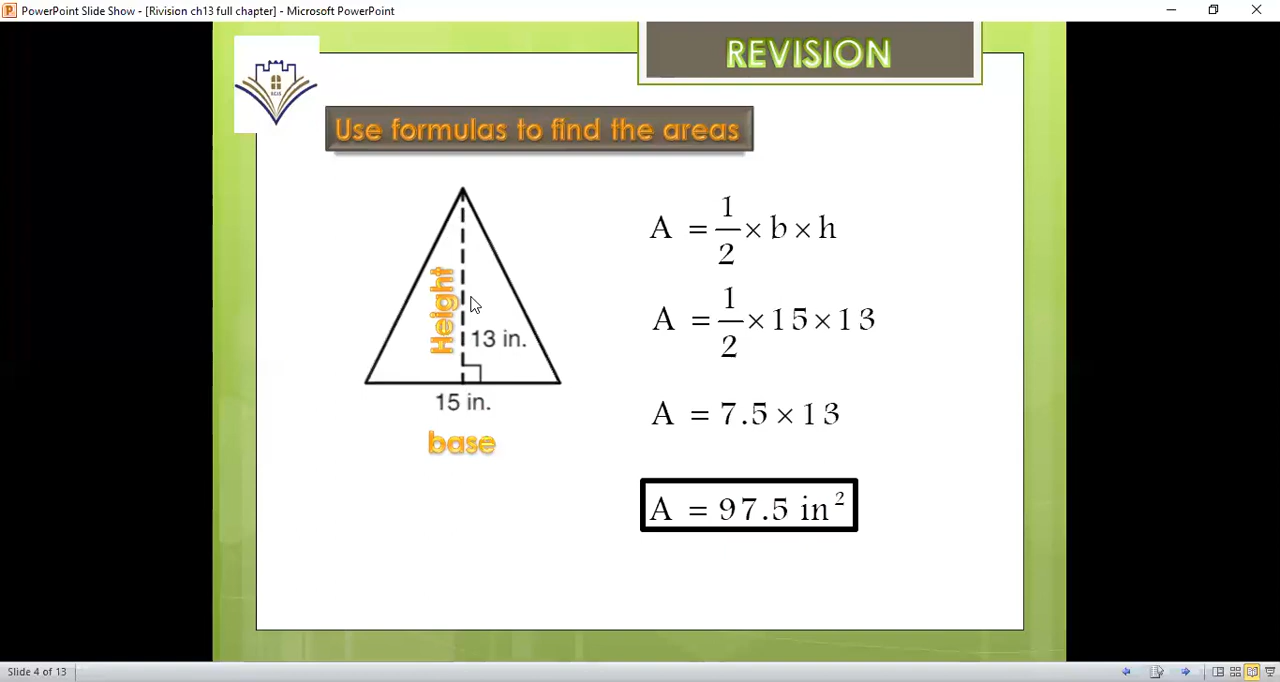 PowerPoint Slide Show - [Rivision ch13 full chapter] - Microsoft PowerPoint
REVISION
Use formulas to find the areas
Height
13 in.
15 in.
base
A = 1/2 × b × h
A = 1/2 × 15 × 13
A = 7.5 × 13
A = 97.5 in²
Slide 4 of 13